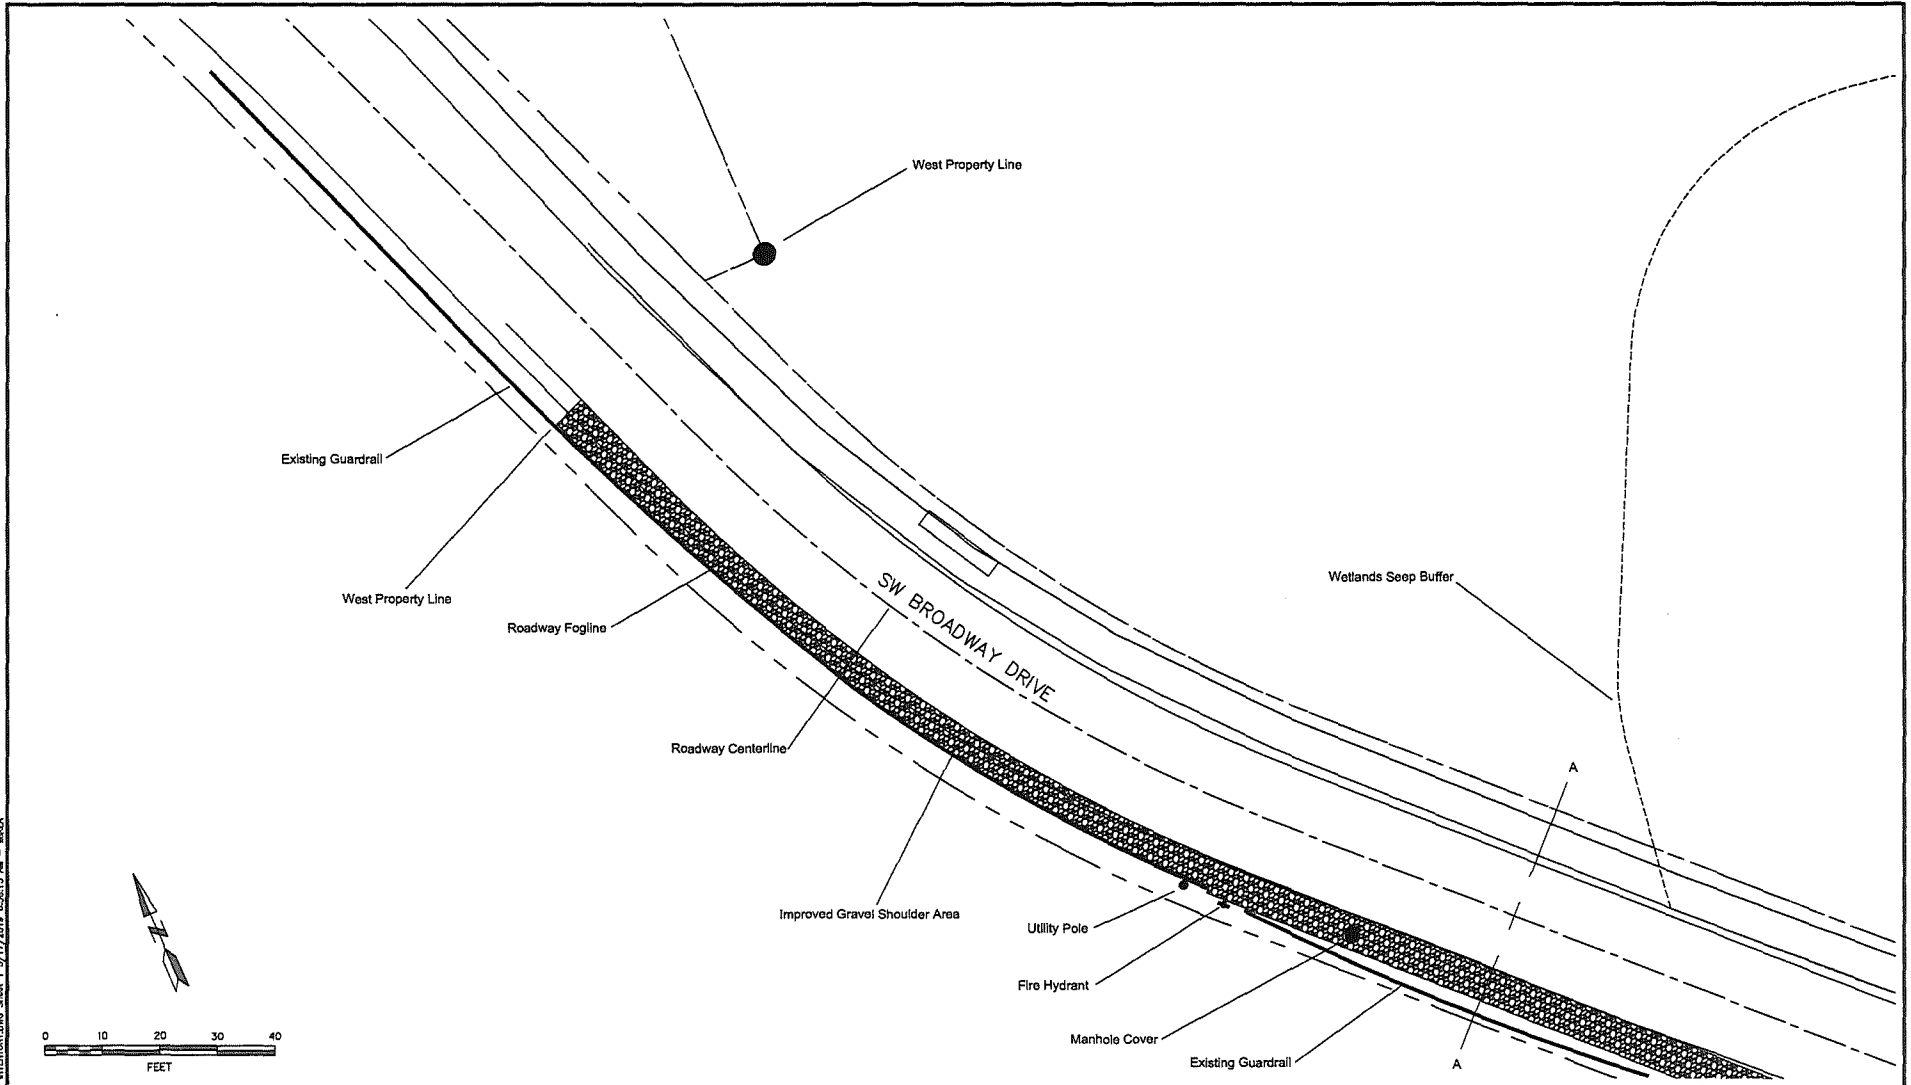 West Property Line
Existing Guardrail
West Property Line
Roadway Fogline
SW BROADWAY DRIVE
Wetlands Seep Buffer
Roadway Centerline
A
Improved Gravel Shoulder Area
Utility Pole
Fire Hydrant
Manhole Cover
Existing Guardrail
A
N
0 10 20 30 40
FEET